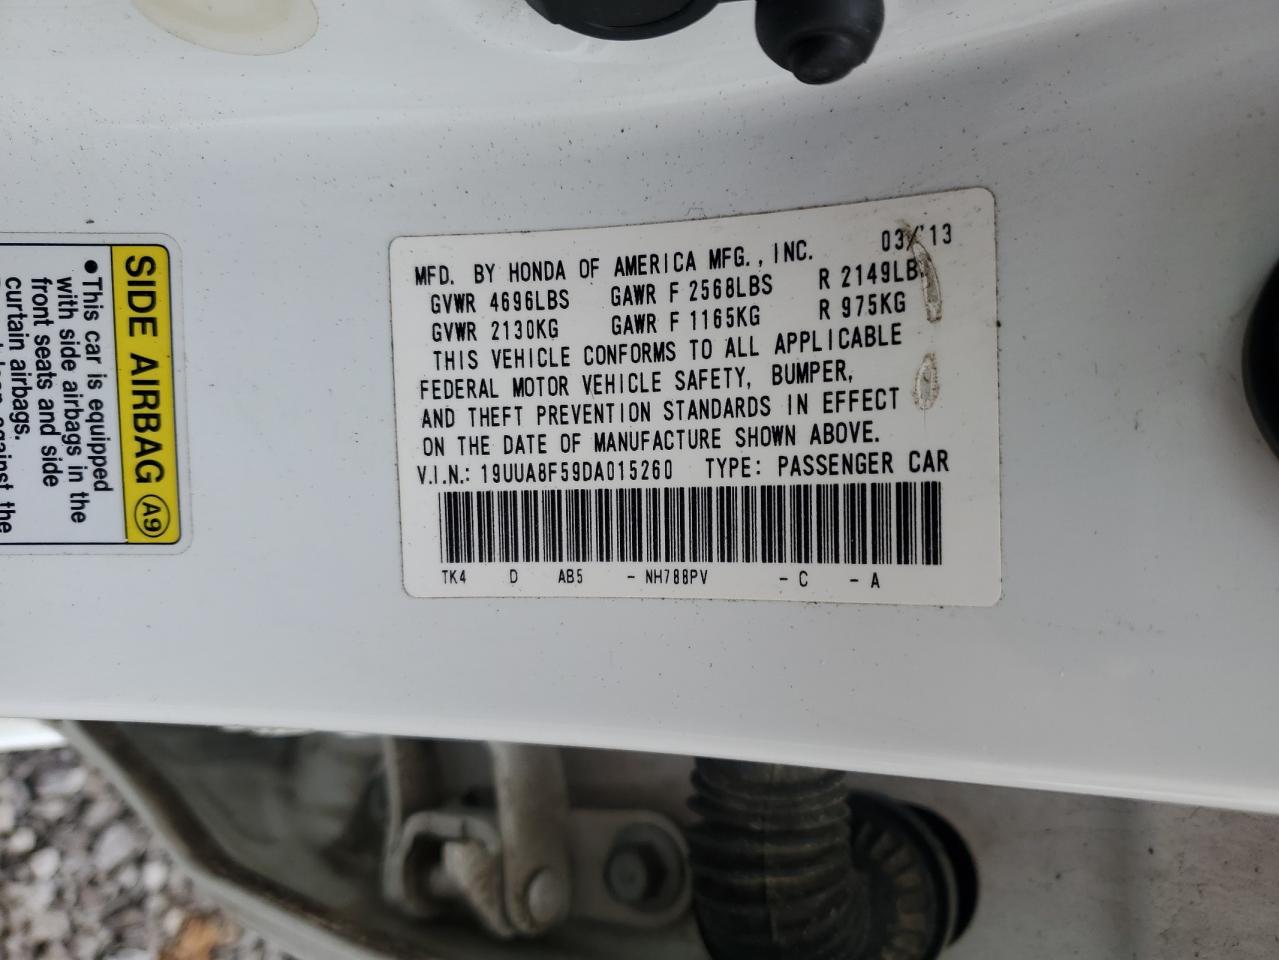 MFD. BY HONDA OF AMERICA MFG., INC. 03/'13
GVWR 4696LBS GAWR F 2568LBS R 2149LB
GVWR 2130KG GAWR F 1165KG R 975KG
THIS VEHICLE CONFORMS TO ALL APPLICABLE
FEDERAL MOTOR VEHICLE SAFETY, BUMPER,
AND THEFT PREVENTION STANDARDS IN EFFECT
ON THE DATE OF MANUFACTURE SHOWN ABOVE.
V.I.N.: 19UUA8F59DA015260 TYPE: PASSENGER CAR
TK4 D AB5 - NH788PV - C - A
SIDE AIRBAG A9
•This car is equipped
with side airbags in the
front seats and side
curtain airbags.
against the